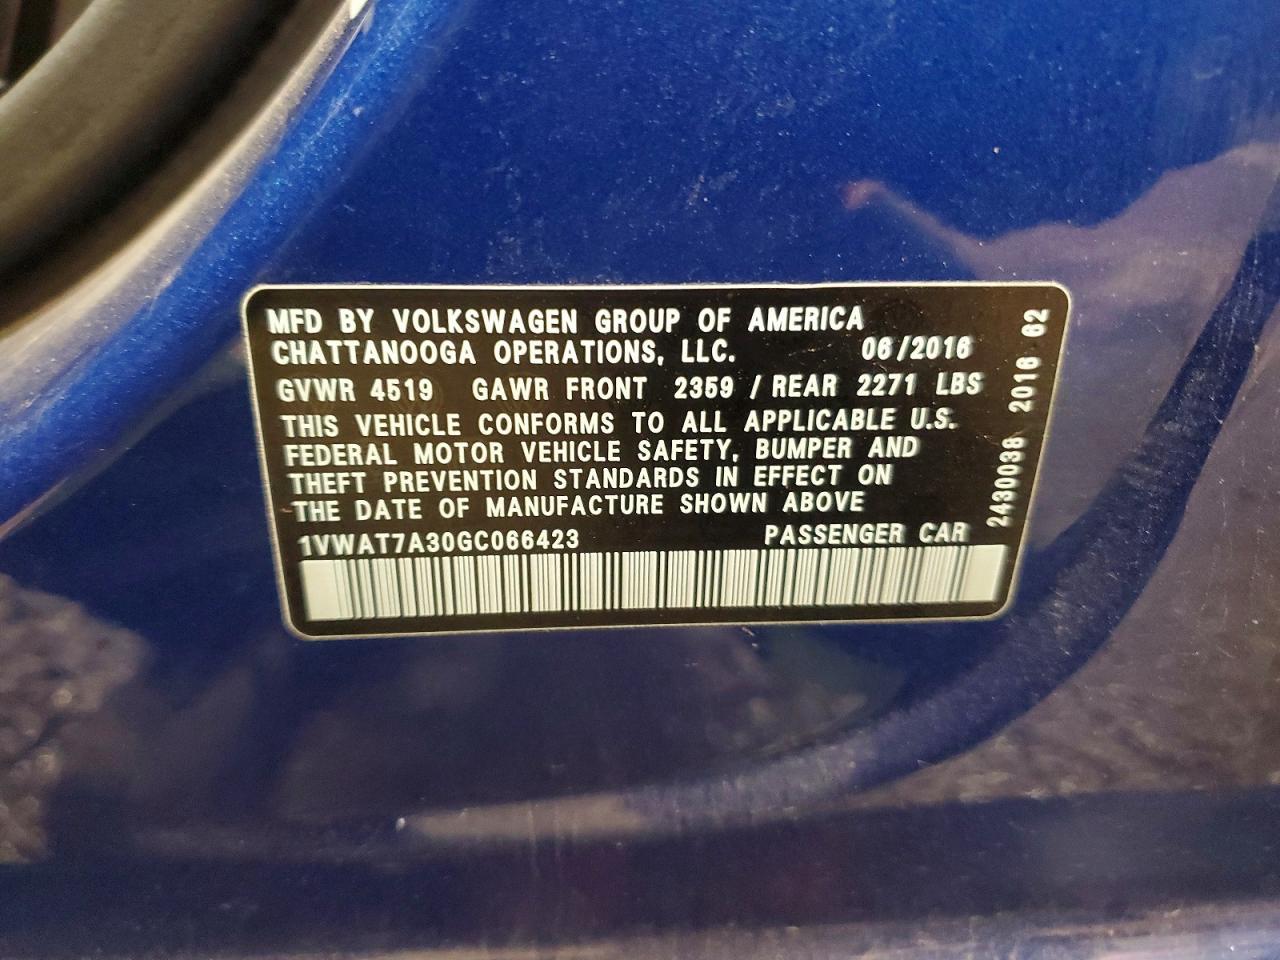 MFD BY VOLKSWAGEN GROUP OF AMERICA
CHATTANOOGA OPERATIONS, LLC. 06/2016
GVWR 4519 GAWR FRONT 2359 / REAR 2271 LBS
THIS VEHICLE CONFORMS TO ALL APPLICABLE U.S.
FEDERAL MOTOR VEHICLE SAFETY, BUMPER AND
THEFT PREVENTION STANDARDS IN EFFECT ON
THE DATE OF MANUFACTURE SHOWN ABOVE
1VWAT7A30GC066423 PASSENGER CAR
2430038 2016 62